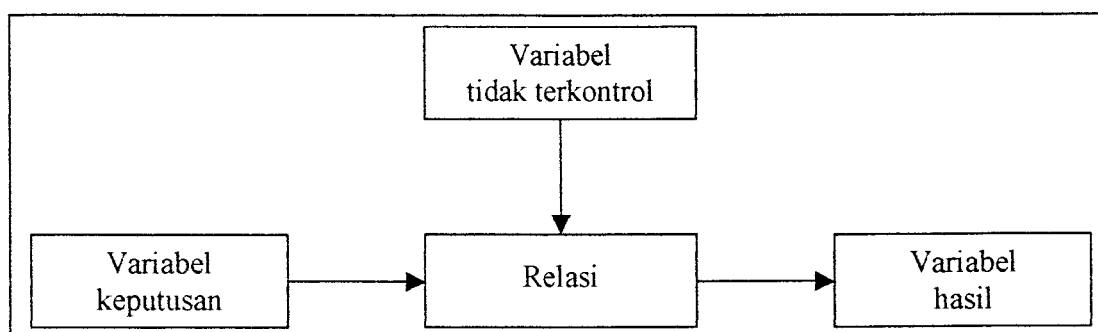 Variabel
tidak terkontrol
Variabel
keputusan
Relasi
Variabel
hasil